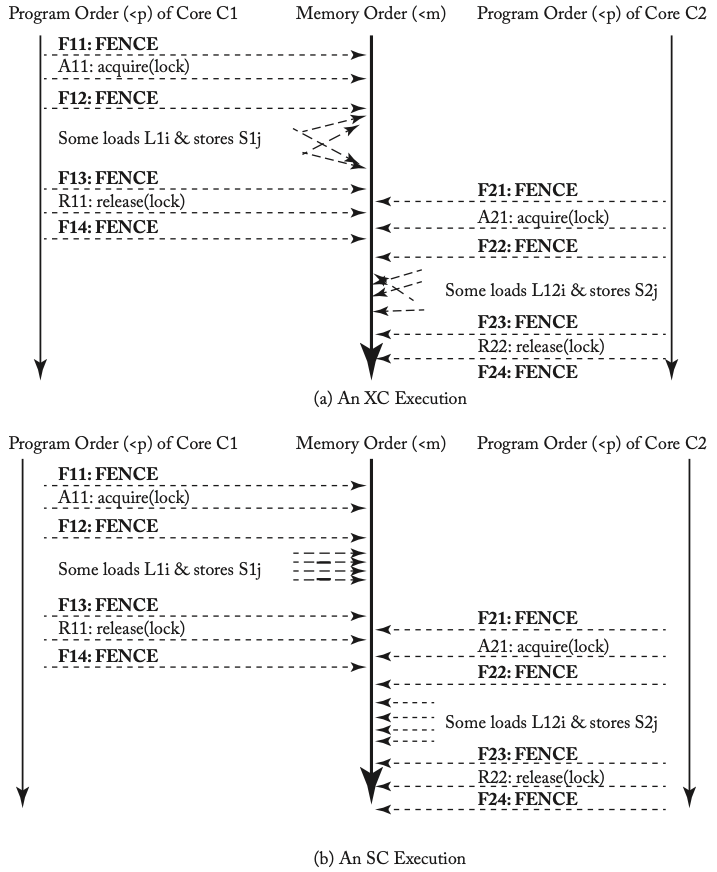 Program Order (<p) of Core C1 Memory Order (<m) Program Order (<p) of Core C2
F11: FENCE
A11: acquire(lock)
F12: FENCE
Some loads L1i & stores S1j
F13: FENCE
R11: release(lock)
F14: FENCE
F21: FENCE
A21: acquire(lock)
F22: FENCE
Some loads L12i & stores S2j
F23: FENCE
R22: release(lock)
F24: FENCE
(a) An XC Execution
Program Order (<p) of Core C1 Memory Order (<m) Program Order (<p) of Core C2
F11: FENCE
A11: acquire(lock)
F12: FENCE
Some loads L1i & stores S1j
F13: FENCE
R11: release(lock)
F14: FENCE
F21: FENCE
A21: acquire(lock)
F22: FENCE
Some loads L12i & stores S2j
F23: FENCE
R22: release(lock)
F24: FENCE
(b) An SC Execution